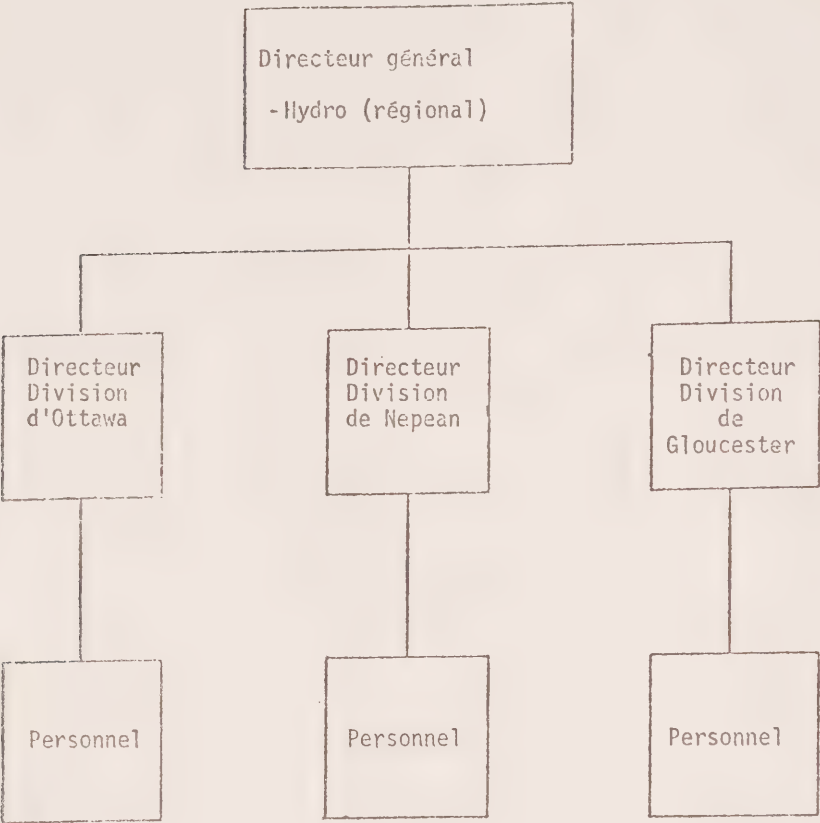 Directeur général
-Hydro (régional)
Directeur
Division
d'Ottawa
Directeur
Division
de Nepean
Directeur
Division
de
Gloucester
Personnel
Personnel
Personnel